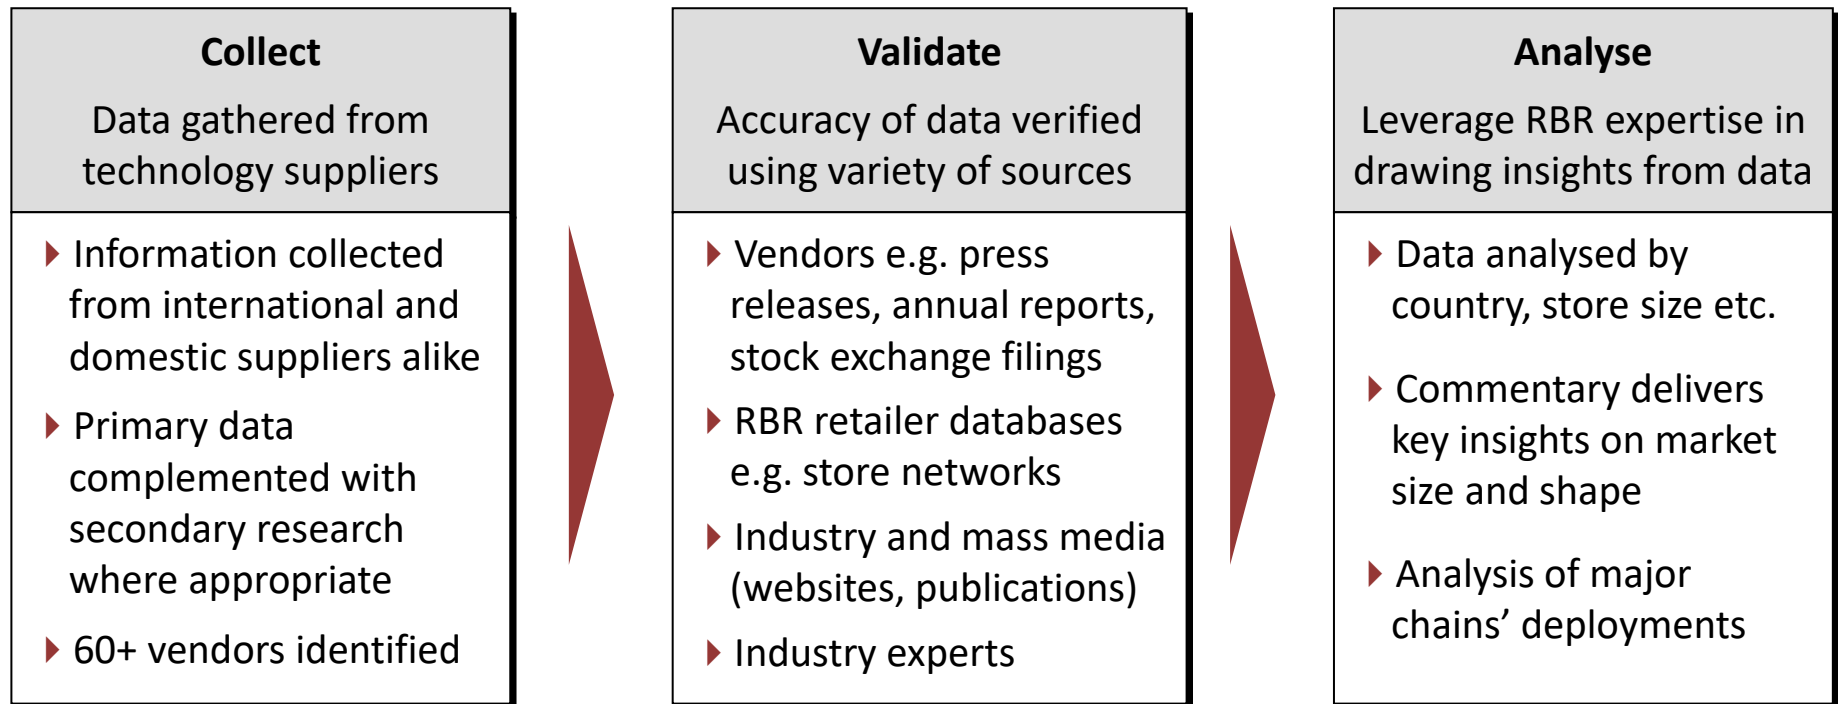 Collect
Data gathered from
technology suppliers
Information collected
from international and
domestic suppliers alike
Primary data
complemented with
secondary research
where appropriate
60+ vendors identified
Validate
Accuracy of data verified
using variety of sources
Vendors e.g. press
releases, annual reports,
stock exchange filings
RBR retailer databases
e.g. store networks
Industry and mass media
(websites, publications)
Industry experts
Analyse
Leverage RBR expertise in
drawing insights from data
Data analysed by
country, store size etc.
Commentary delivers
key insights on market
size and shape
Analysis of major
chains’ deployments